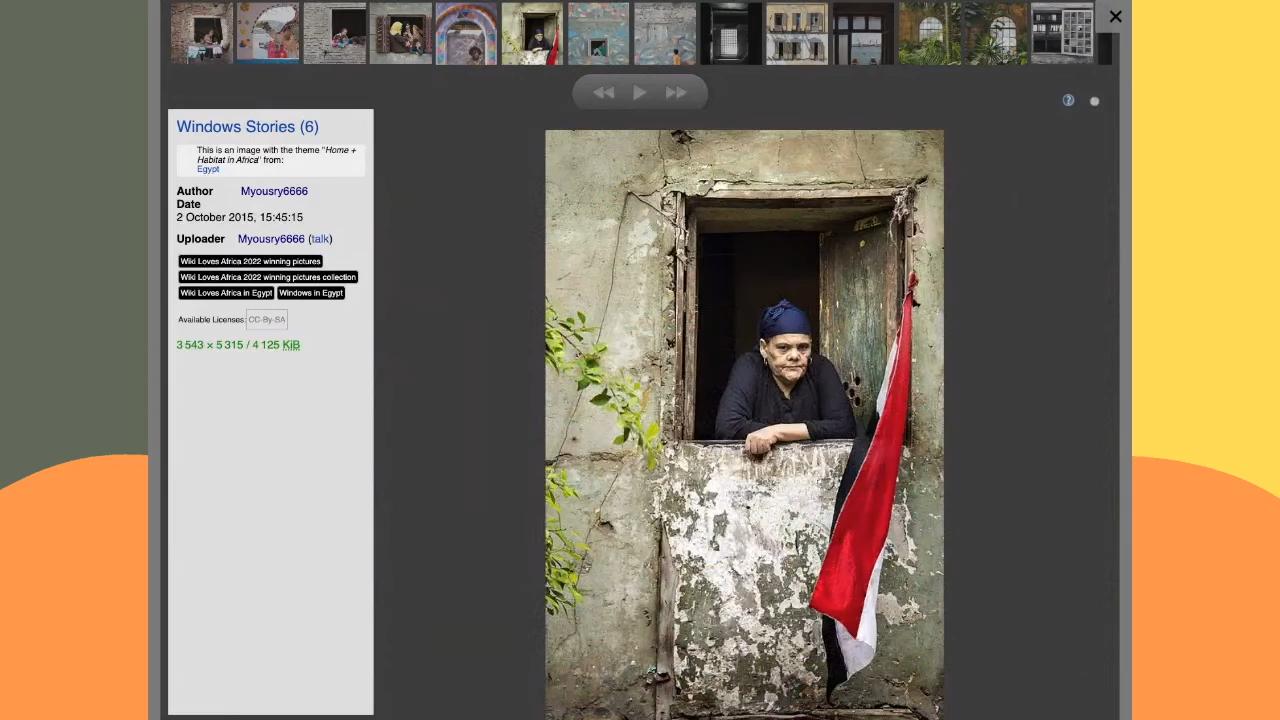 Windows Stories (6)
This is an image with the theme "Home +
Habitat in Africa" from:
Egypt
Author Myousry6666
Date
2 October 2015, 15:45:15
Uploader Myousry6666 (talk)
Wiki Loves Africa 2022 winning pictures
Wiki Loves Africa 2022 winning pictures collection
Wiki Loves Africa in Egypt Windows in Egypt
Available Licenses: CC-By-SA
3 543 × 5 315 / 4 125 KiB